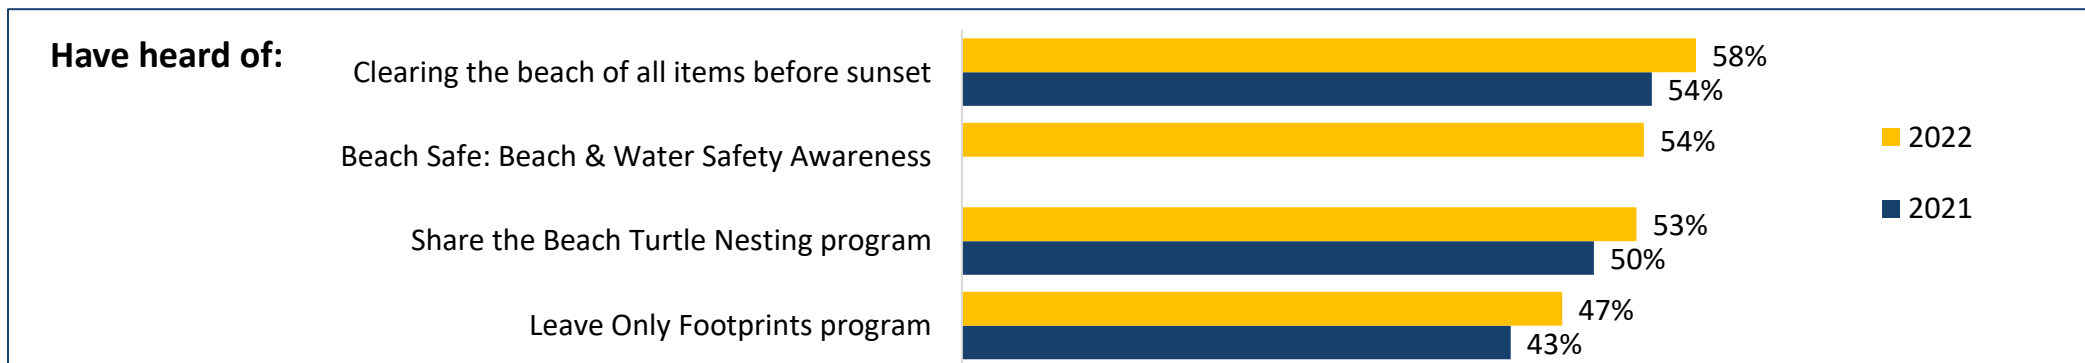 Have heard of:
Clearing the beach of all items before sunset
58%
54%
Beach Safe: Beach & Water Safety Awareness
54%
Share the Beach Turtle Nesting program
53%
50%
Leave Only Footprints program
47%
43%
2022
2021